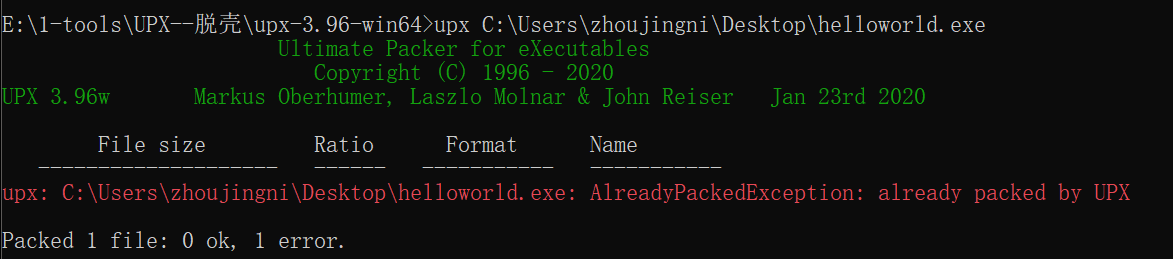 E:\1-tools\UPX--脱壳\upx-3.96-win64>upx C:\Users\zhoujingni\Desktop\helloworld.exe
Ultimate Packer for eXecutables
Copyright (C) 1996 - 2020
UPX 3.96w Markus Oberhumer, Laszlo Molnar & John Reiser Jan 23rd 2020
File size Ratio Format Name
-------------------- ------ ----------- -----------
upx: C:\Users\zhoujingni\Desktop\helloworld.exe: AlreadyPackedException: already packed by UPX
Packed 1 file: 0 ok, 1 error.